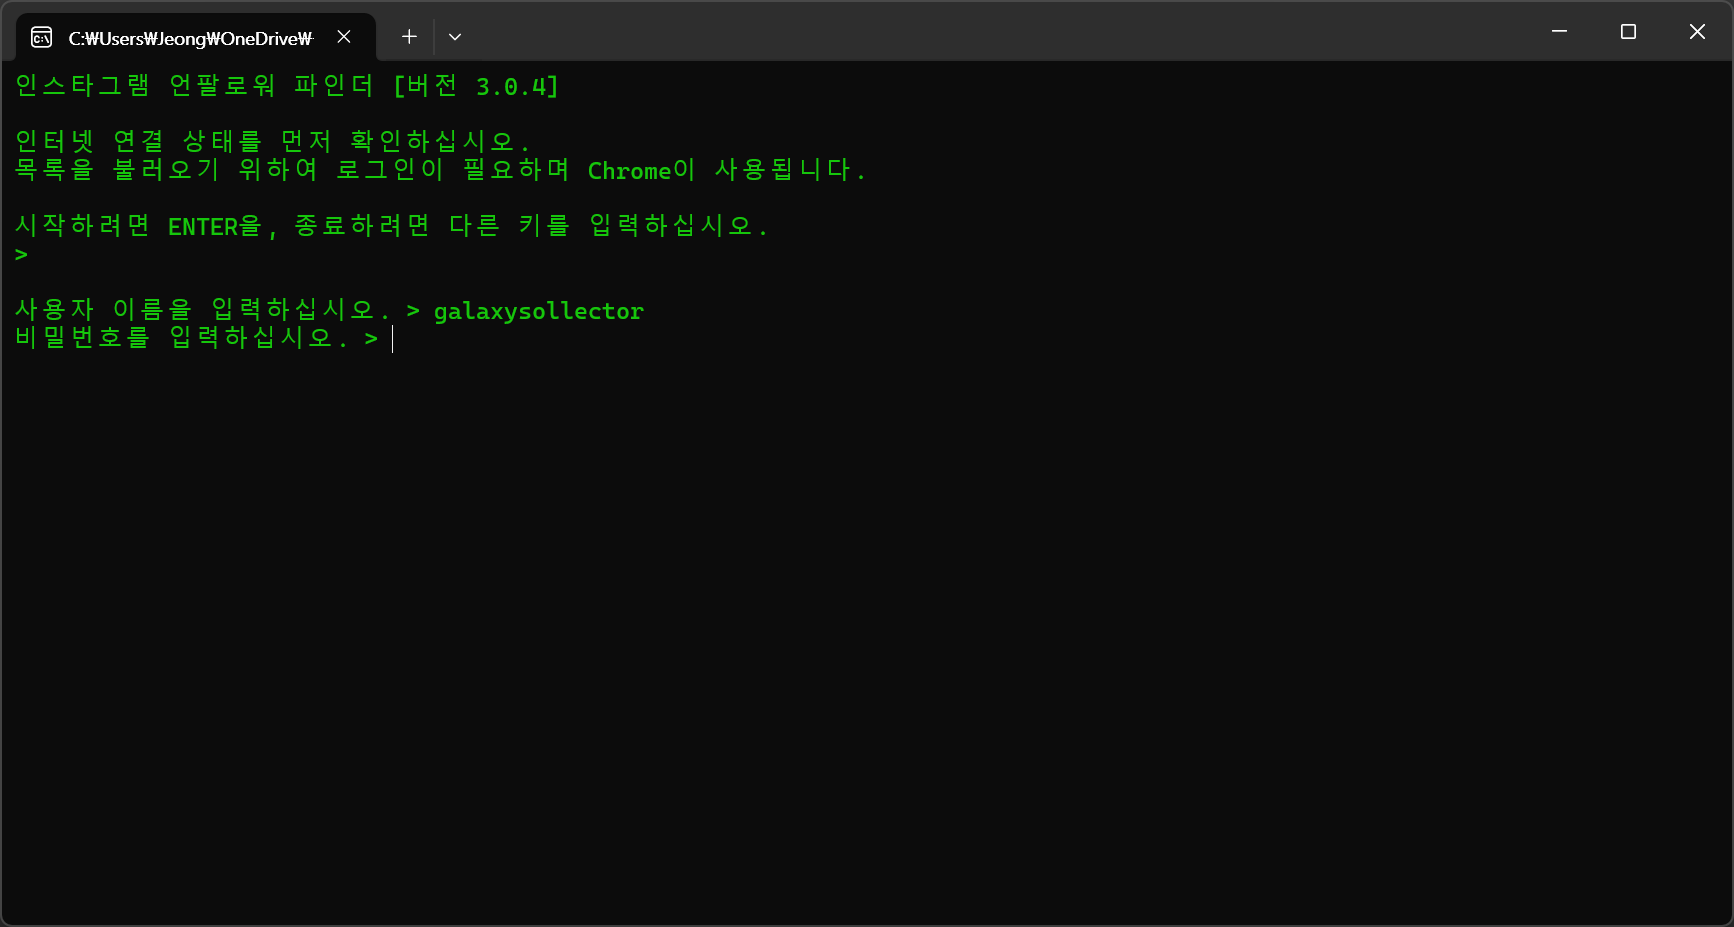 C:₩Users₩Jeong₩OneDrive₩
인스타그램 언팔로워 파인더 [버전 3.0.4]
인터넷 연결 상태를 먼저 확인하십시오.
목록을 불러오기 위하여 로그인이 필요하며 Chrome이 사용됩니다.
시작하려면 ENTER을, 종료하려면 다른 키를 입력하십시오.
>
사용자 이름을 입력하십시오. > galaxysollector
비밀번호를 입력하십시오. >